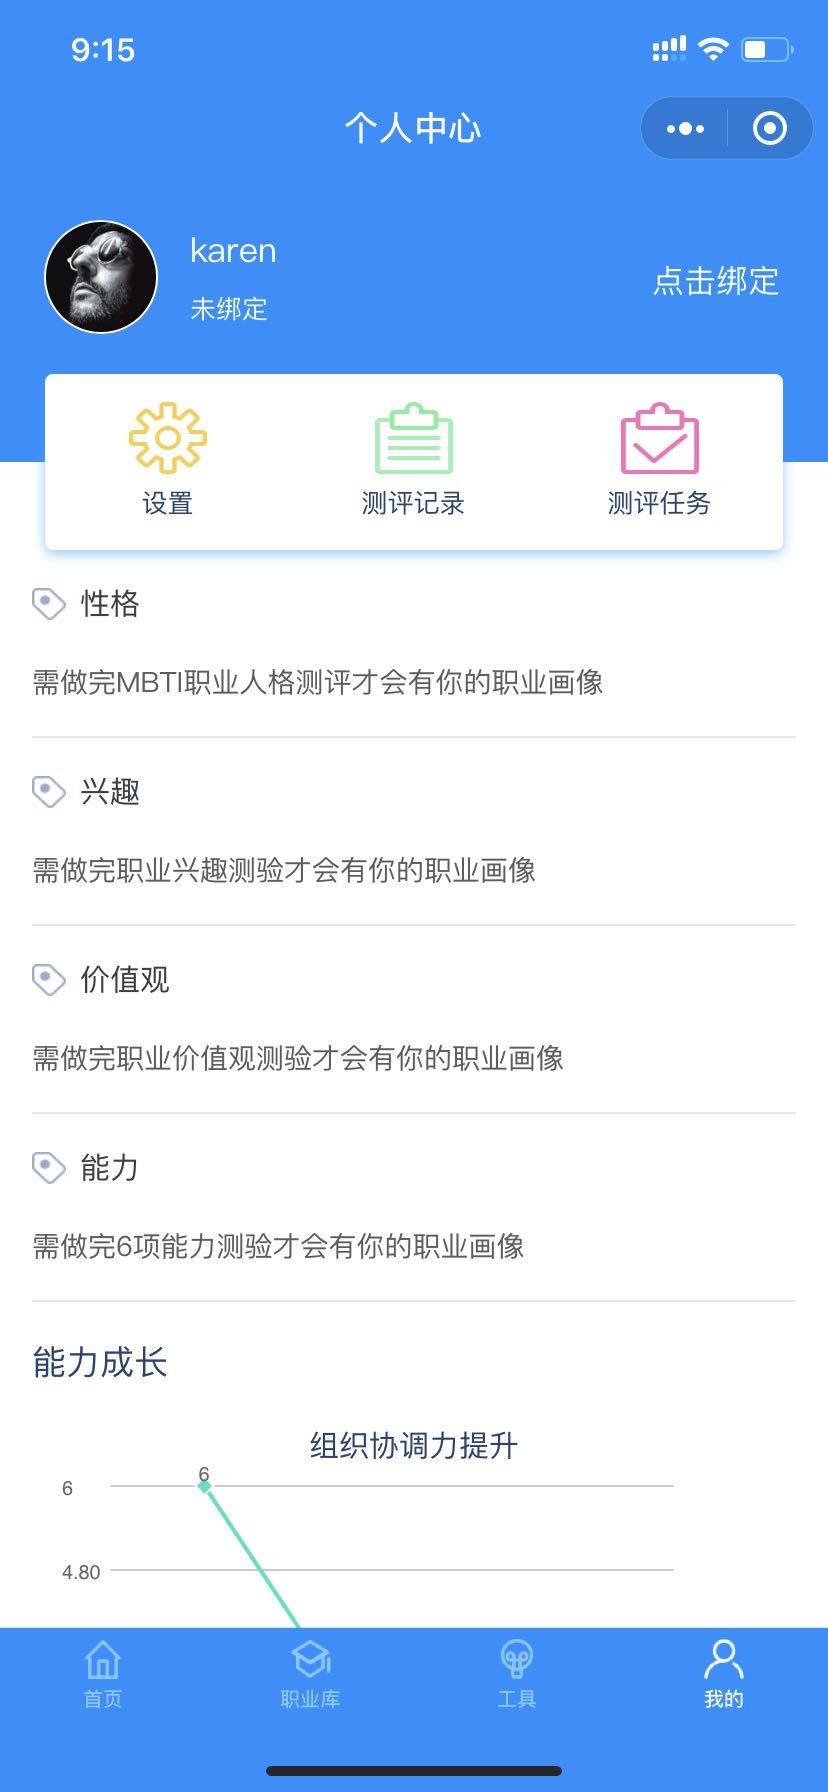 9:15
个人中心
karen
未绑定
点击绑定
设置
测评记录
测评任务
性格
需做完MBTI职业人格测评才会有你的职业画像
兴趣
需做完职业兴趣测验才会有你的职业画像
价值观
需做完职业价值观测验才会有你的职业画像
能力
需做完6项能力测验才会有你的职业画像
能力成长
组织协调力提升
6
6
4.80
首页
职业库
工具
我的